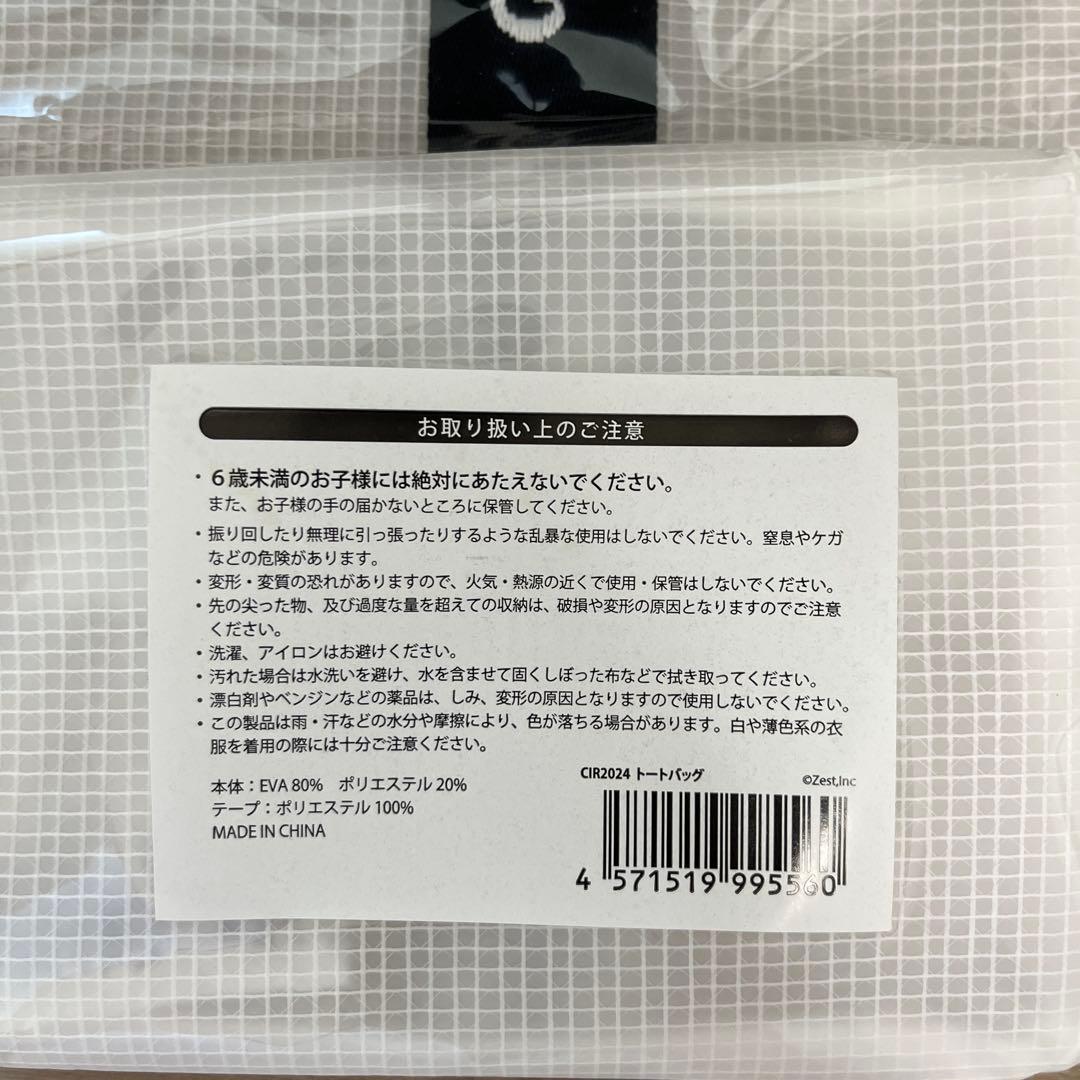 G
お取り扱い上のご注意
・６歳未満のお子様には絶対にあたえないでください。
また、お子様の手の届かないところに保管してください。
・振り回したり無理に引っ張ったりするような乱暴な使用はしないでください。窒息やケガ
などの危険があります。
・変形・変質の恐れがありますので、火気・熱源の近くで使用・保管はしないでください。
・先の尖った物、及び過度な量を超えての収納は、破損や変形の原因となりますのでご注意
ください。
・洗濯、アイロンはお避けください。
・汚れた場合は水洗いを避け、水を含ませて固くしぼった布などで拭き取ってください。
・漂白剤やベンジンなどの薬品は、しみ、変形の原因となりますので使用しないでください。
・この製品は雨・汗などの水分や摩擦により、色が落ちる場合があります。白や薄色系の衣
服を着用の際には十分ご注意ください。
本体：EVA 80%　ポリエステル 20%
テープ：ポリエステル 100%
MADE IN CHINA
CIR2024 トートバッグ
©Zest,Inc
4 571519 995560